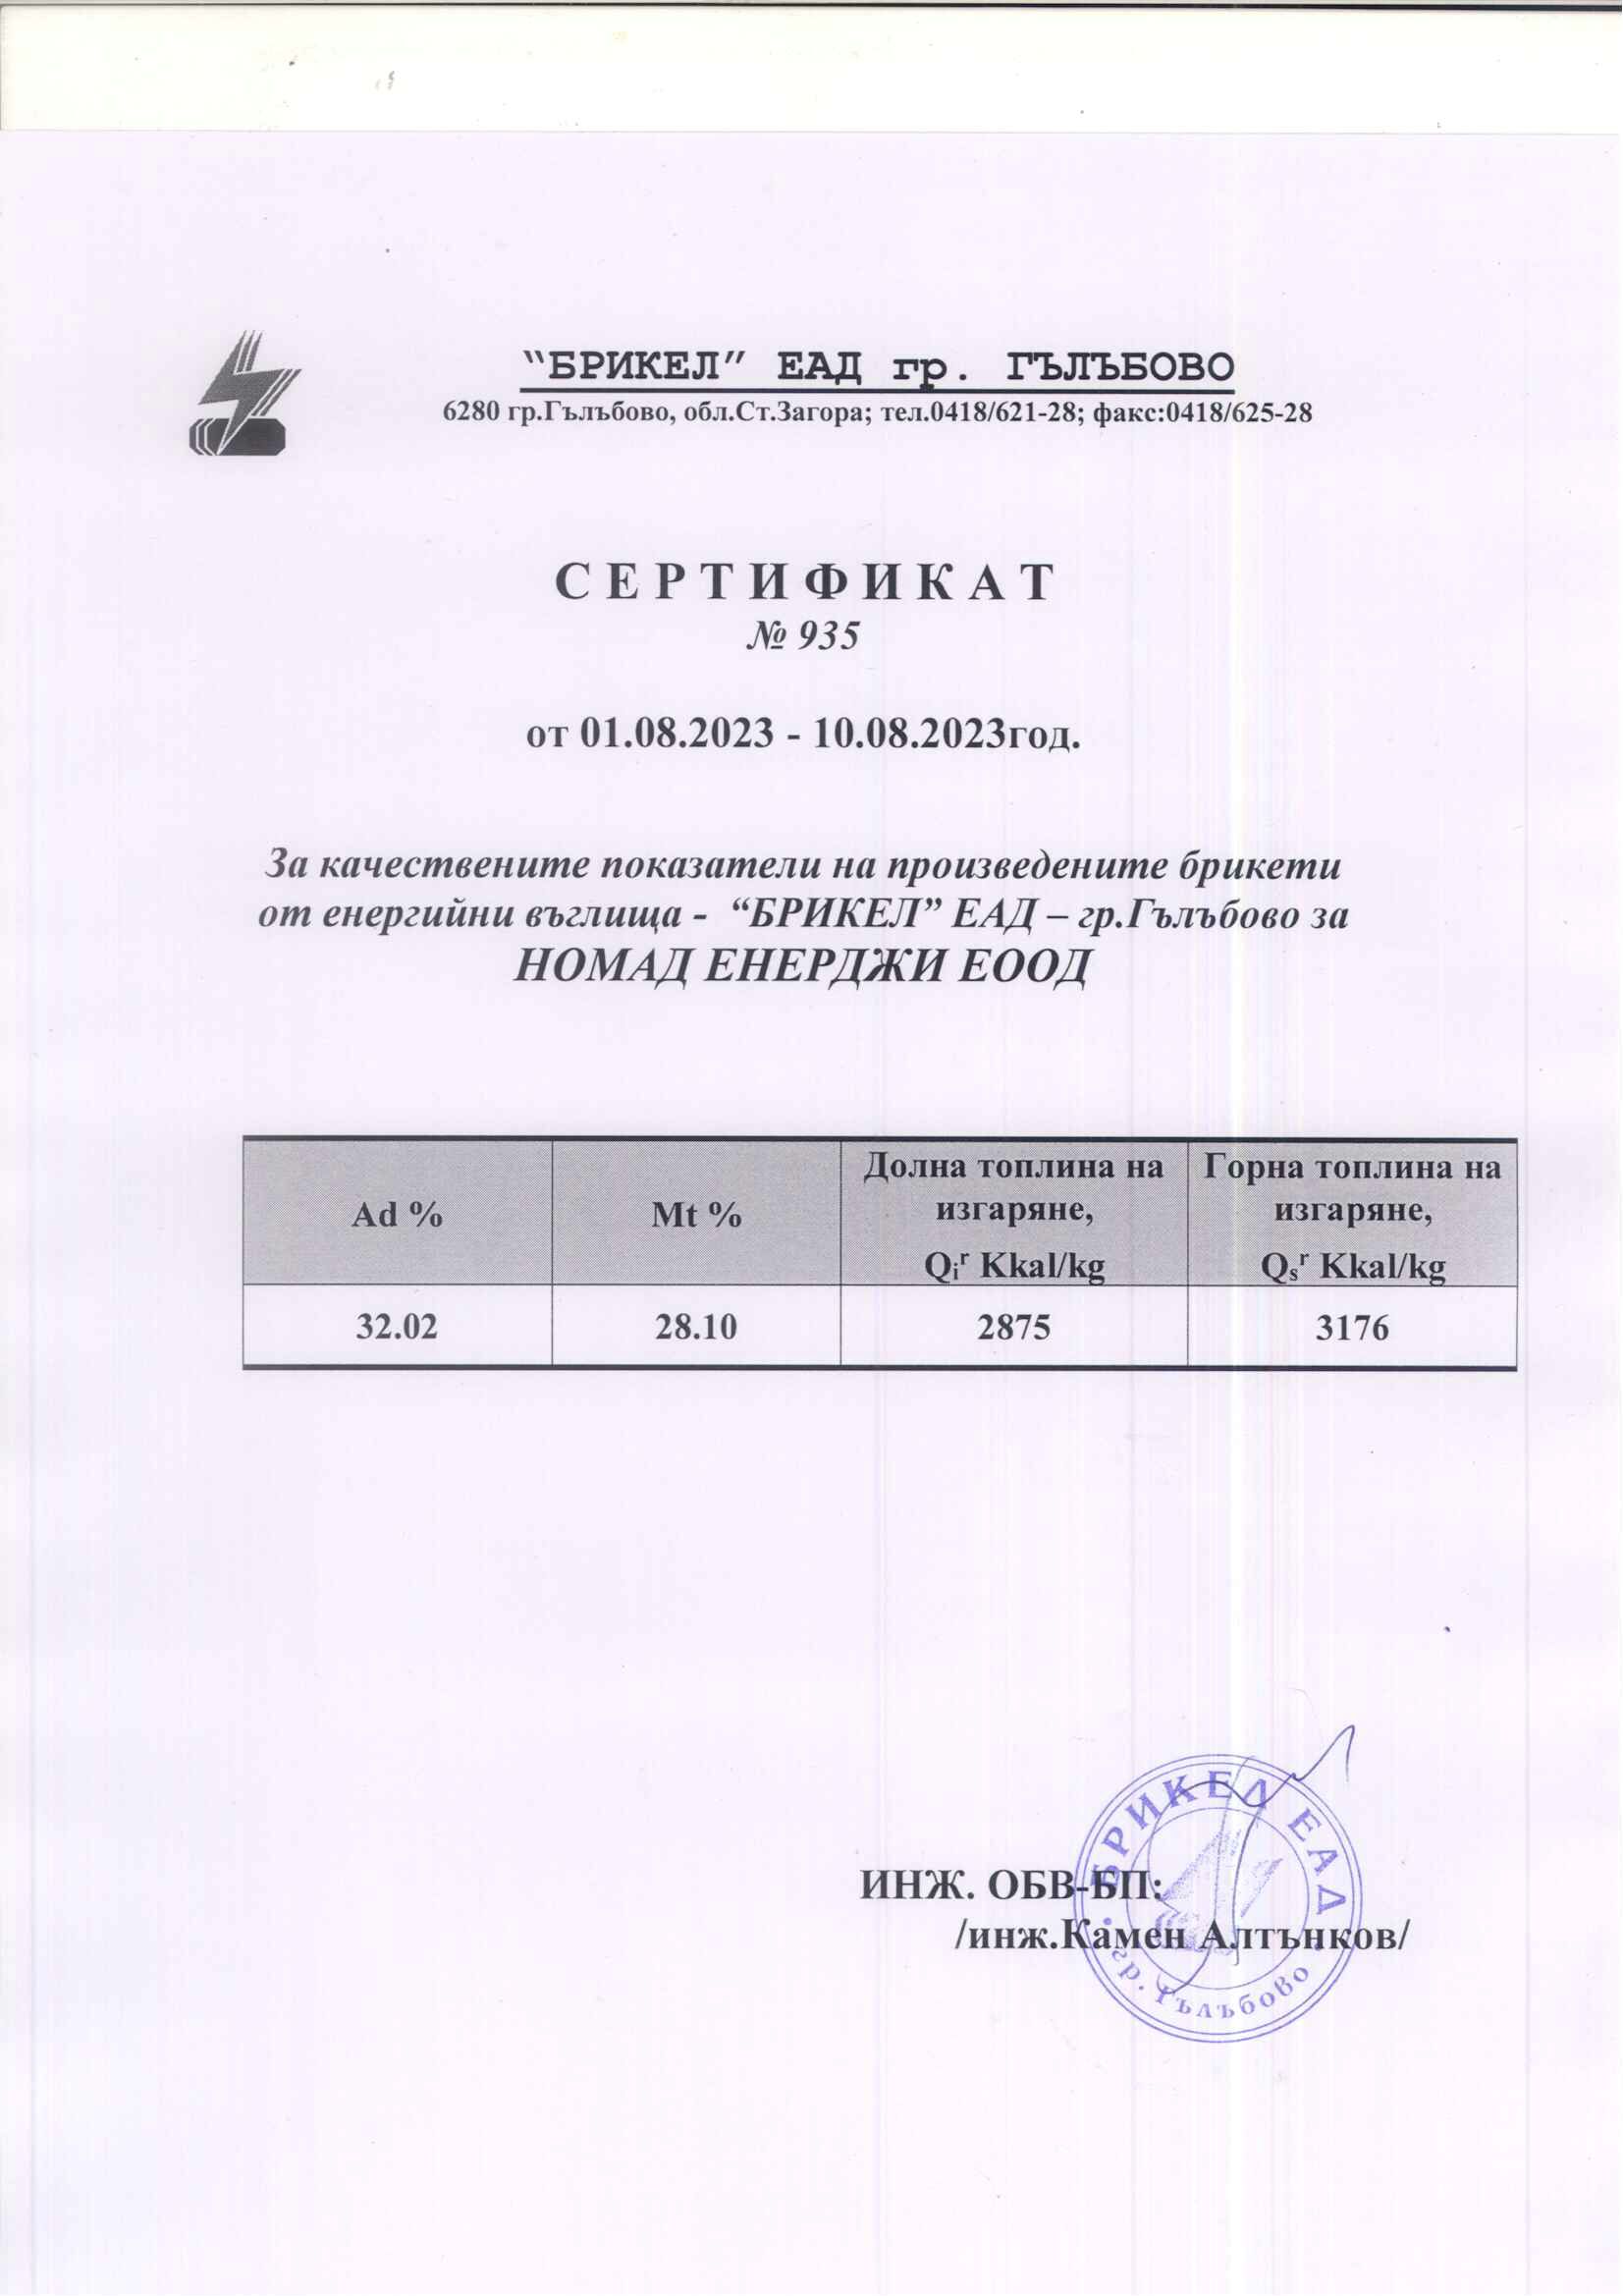 “БРИКЕЛ” ЕАД гр. ГЪЛЪБОВО
6280 гр.Гълъбово, обл.Ст.Загора; тел.0418/621-28; факс:0418/625-28
С Е Р Т И Ф И К А Т
№ 935
от 01.08.2023 - 10.08.2023год.
За качествените показатели на произведените брикети
от енергийни въглища - “БРИКЕЛ” ЕАД – гр.Гълъбово за
НОМАД ЕНЕРДЖИ ЕООД
Ad %
Mt %
Долна топлина на
изгаряне,
Qᵢʳ Kkal/kg
Горна топлина на
изгаряне,
Qₛʳ Kkal/kg
32.02
28.10
2875
3176
ИНЖ. ОБВ-БП:
/инж.Камен Алтънков/
БРИКЕЛ ЕАД
гр. Гълъбово